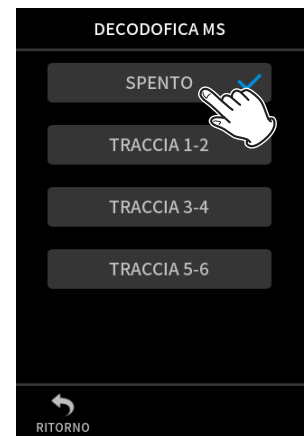 DECODOFICA MS
SPENTO
TRACCIA 1-2
TRACCIA 3-4
TRACCIA 5-6
RITORNO